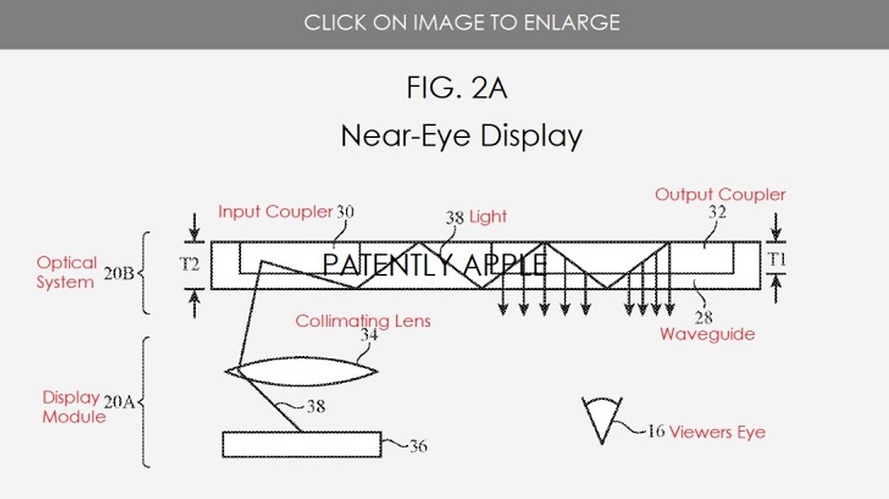 CLICK ON IMAGE TO ENLARGE
FIG. 2A
Near-Eye Display
Output Coupler
32
Input Coupler 30
38 Light
Optical
System
20B
T2
PATENTLY APPLE
T1
28
Waveguide
Collimating Lens
34
Display
Module
20A
38
36
16 Viewers Eye